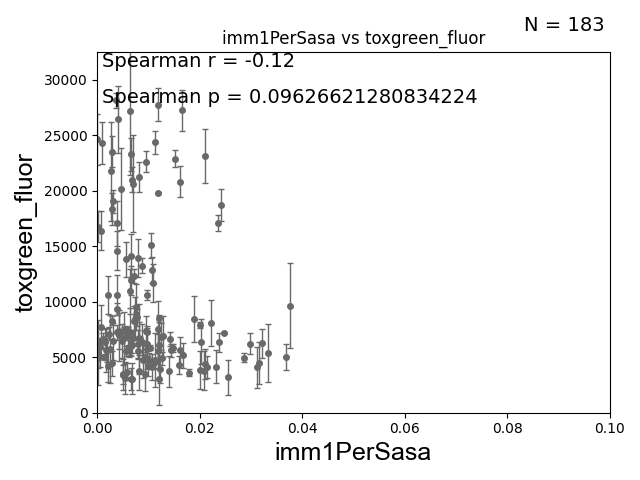 N = 183
imm1PerSasa vs toxgreen_fluor
Spearman r = -0.12
Spearman p = 0.09626621280834224
toxgreen_fluor
30000
25000
20000
15000
10000
5000
0
0.00 0.02 0.04 0.06 0.08 0.10
imm1PerSasa